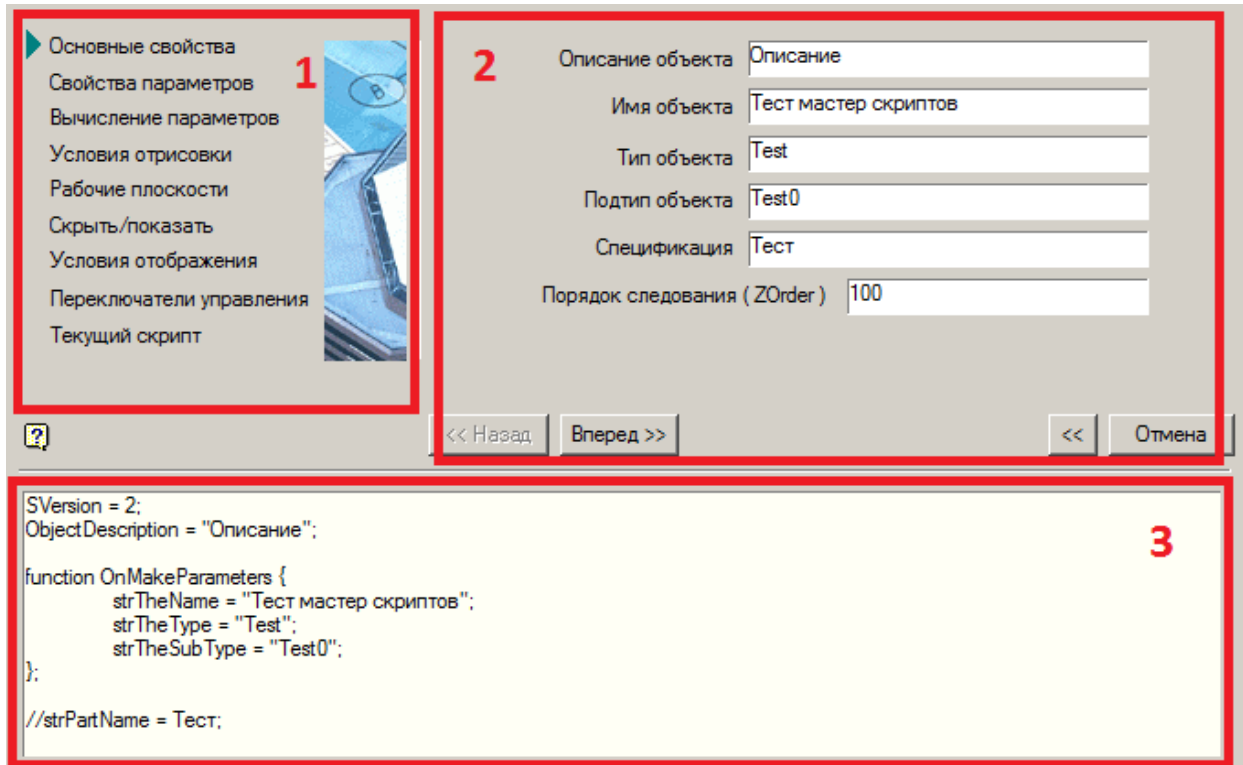 Основные свойства
Свойства параметров
Вычисление параметров
Условия отрисовки
Рабочие плоскости
Скрыть/показать
Условия отображения
Переключатели управления
Текущий скрипт
1
B
2
Описание объекта Описание
Имя объекта Тест мастер скриптов
Тип объекта Test
Подтип объекта Test0
Спецификация Тест
Порядок следования ( ZOrder ) 100
?
<< Назад Вперед >> << Отмена
3
SVersion = 2;
ObjectDescription = "Описание";
function OnMakeParameters {
strTheName = "Тест мастер скриптов";
strTheType = "Test";
strTheSubType = "Test0";
};
//strPartName = Тест;